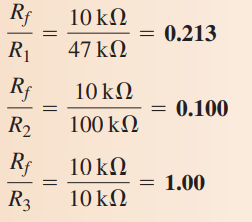 Rf/R1 = 10 kΩ/47 kΩ = 0.213
Rf/R2 = 10 kΩ/100 kΩ = 0.100
Rf/R3 = 10 kΩ/10 kΩ = 1.00